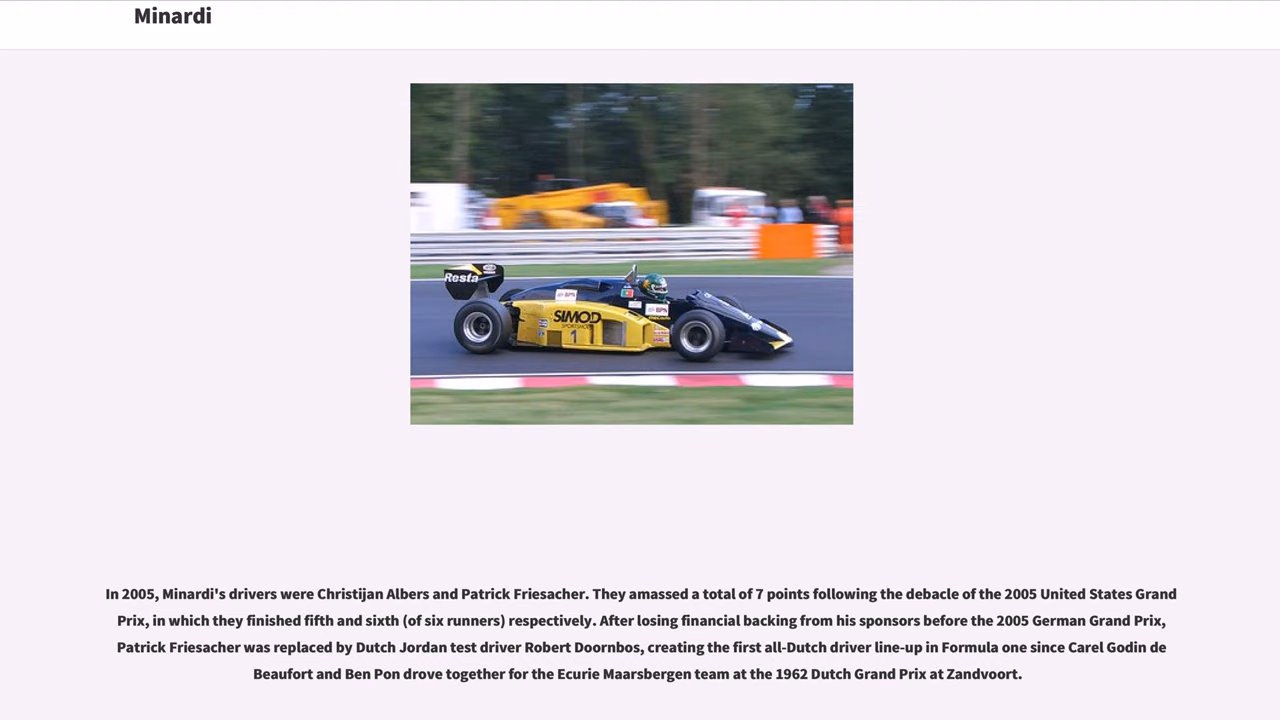 Minardi
Resta
SIMOD
1
In 2005, Minardi's drivers were Christijan Albers and Patrick Friesacher. They amassed a total of 7 points following the debacle of the 2005 United States Grand
Prix, in which they finished fifth and sixth (of six runners) respectively. After losing financial backing from his sponsors before the 2005 German Grand Prix,
Patrick Friesacher was replaced by Dutch Jordan test driver Robert Doornbos, creating the first all-Dutch driver line-up in Formula one since Carel Godin de
Beaufort and Ben Pon drove together for the Ecurie Maarsbergen team at the 1962 Dutch Grand Prix at Zandvoort.